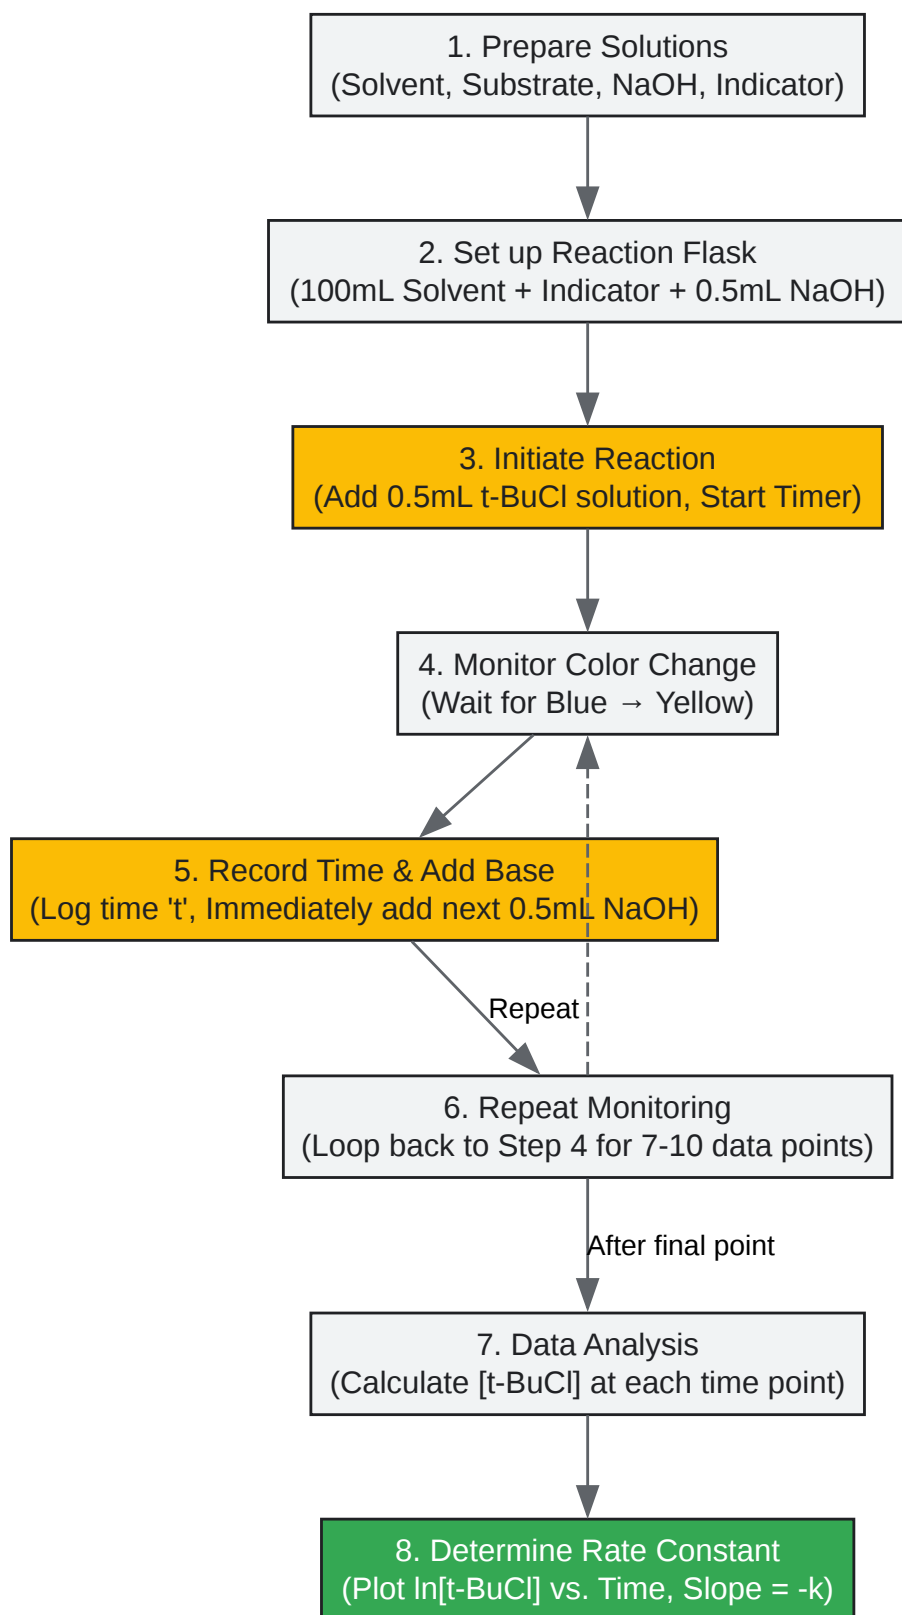 1. Prepare Solutions
(Solvent, Substrate, NaOH, Indicator)
2. Set up Reaction Flask
(100mL Solvent + Indicator + 0.5mL NaOH)
3. Initiate Reaction
(Add 0.5mL t-BuCl solution, Start Timer)
4. Monitor Color Change
(Wait for Blue → Yellow)
5. Record Time & Add Base
(Log time 't', Immediately add next 0.5mL NaOH)
Repeat
6. Repeat Monitoring
(Loop back to Step 4 for 7-10 data points)
After final point
7. Data Analysis
(Calculate [t-BuCl] at each time point)
8. Determine Rate Constant
(Plot ln[t-BuCl] vs. Time, Slope = -k)